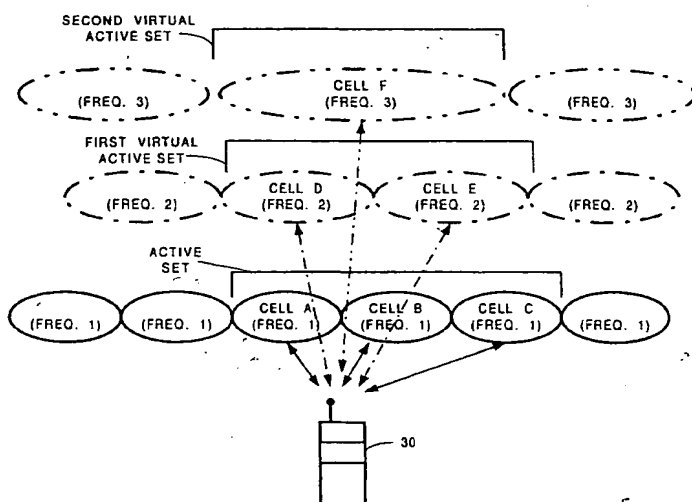 SECOND VIRTUAL
ACTIVE SET
CELL F
(FREQ. 3) (FREQ. 3) (FREQ. 3)
FIRST VIRTUAL
ACTIVE SET
CELL D CELL E
(FREQ. 2) (FREQ. 2) (FREQ. 2) (FREQ. 2)
ACTIVE
SET
CELL A CELL B CELL C
(FREQ. 1) (FREQ. 1) (FREQ. 1) (FREQ. 1) (FREQ. 1) (FREQ. 1)
30